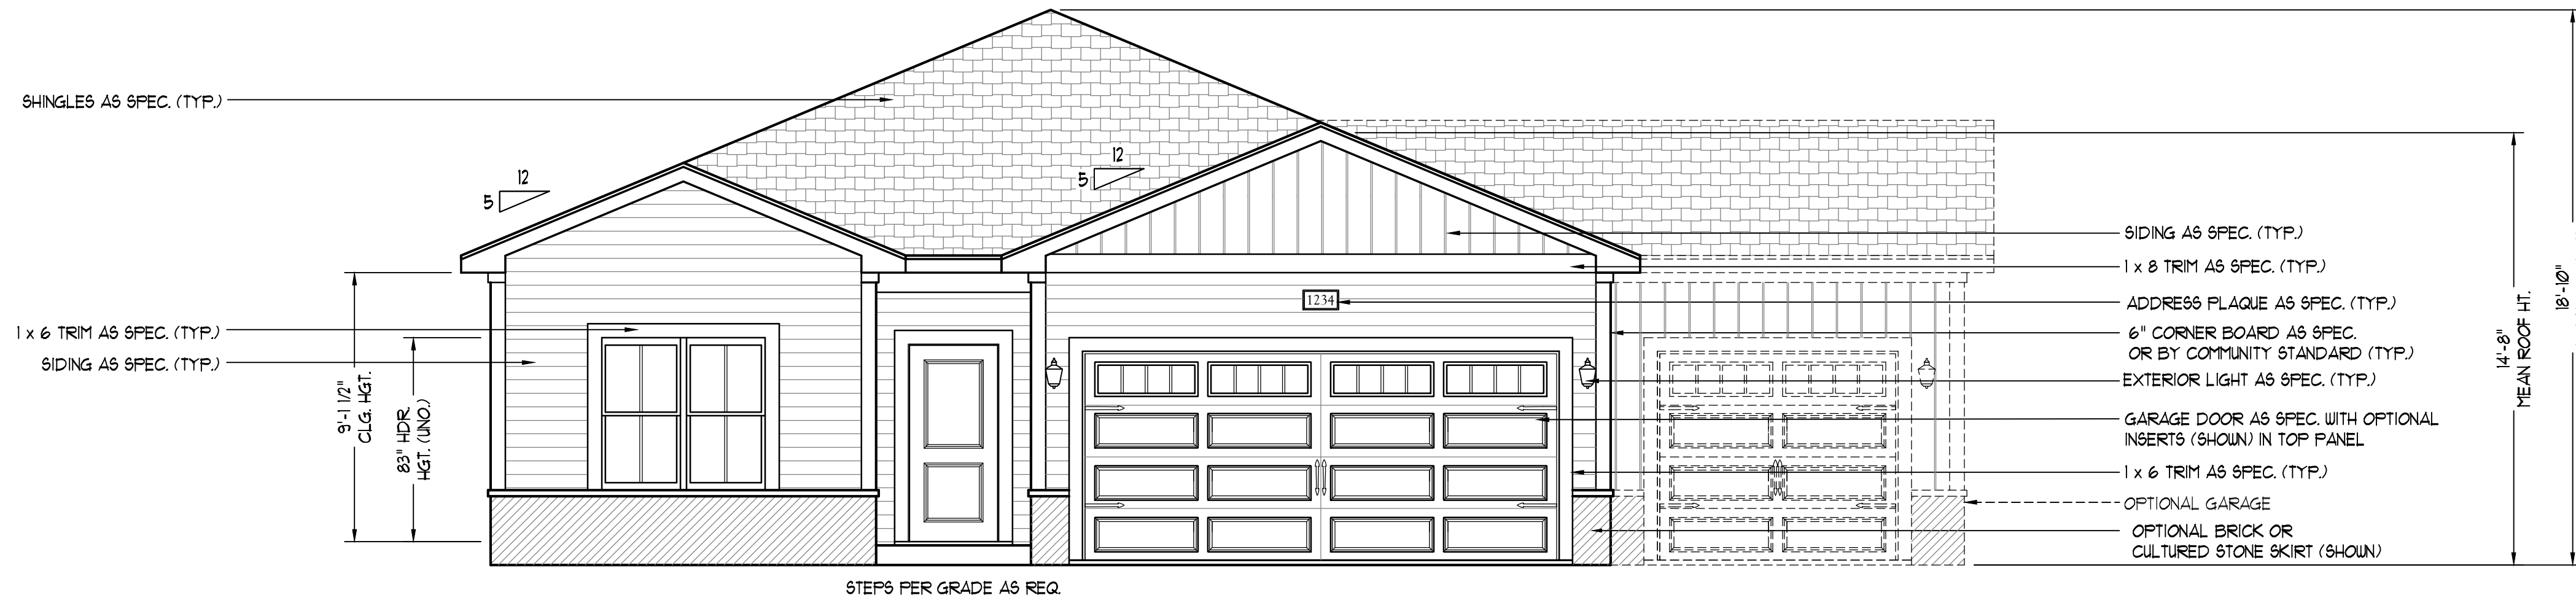 SHINGLES AS SPEC. (TYP.)
12
5
12
5
1 x 6 TRIM AS SPEC. (TYP.)
SIDING AS SPEC. (TYP.)
9'-1 1/2"
CLG. HGT.
83" HDR.
HGT. (UNO.)
1234
STEPS PER GRADE AS REQ.
SIDING AS SPEC. (TYP.)
1 x 8 TRIM AS SPEC. (TYP.)
ADDRESS PLAQUE AS SPEC. (TYP.)
6" CORNER BOARD AS SPEC.
OR BY COMMUNITY STANDARD (TYP.)
EXTERIOR LIGHT AS SPEC. (TYP.)
GARAGE DOOR AS SPEC. WITH OPTIONAL
INSERTS (SHOWN) IN TOP PANEL
1 x 6 TRIM AS SPEC. (TYP.)
OPTIONAL GARAGE
OPTIONAL BRICK OR
CULTURED STONE SKIRT (SHOWN)
14'-8"
MEAN ROOF HT.
18'-10"